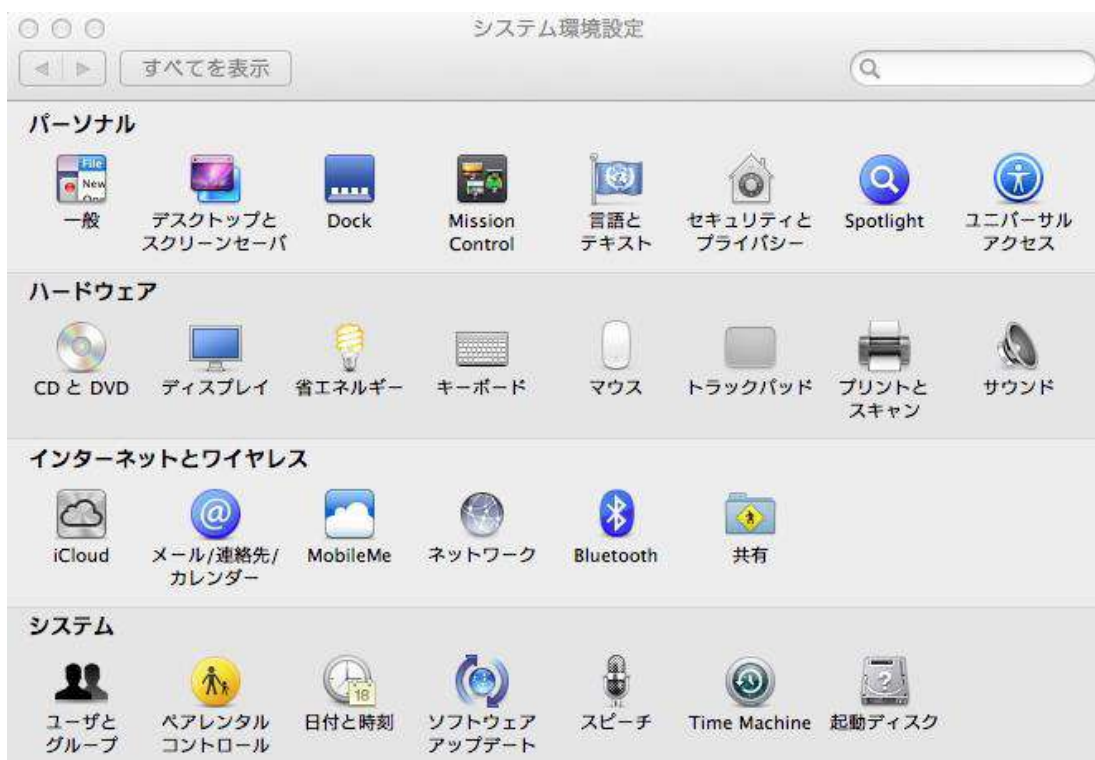 システム環境設定
すべてを表示
パーソナル
File
New
一般
デスクトップと
スクリーンセーバ
Dock
Mission
Control
言語と
テキスト
セキュリティと
プライバシー
Spotlight
ユニバーサル
アクセス
ハードウェア
CD と DVD
ディスプレイ
省エネルギー
キーボード
マウス
トラックパッド
プリントと
スキャン
サウンド
インターネットとワイヤレス
iCloud
@
メール/連絡先/
カレンダー
MobileMe
ネットワーク
Bluetooth
共有
システム
ユーザと
グループ
ペアレンタル
コントロール
18
日付と時刻
ソフトウェア
アップデート
スピーチ
Time Machine
?
起動ディスク